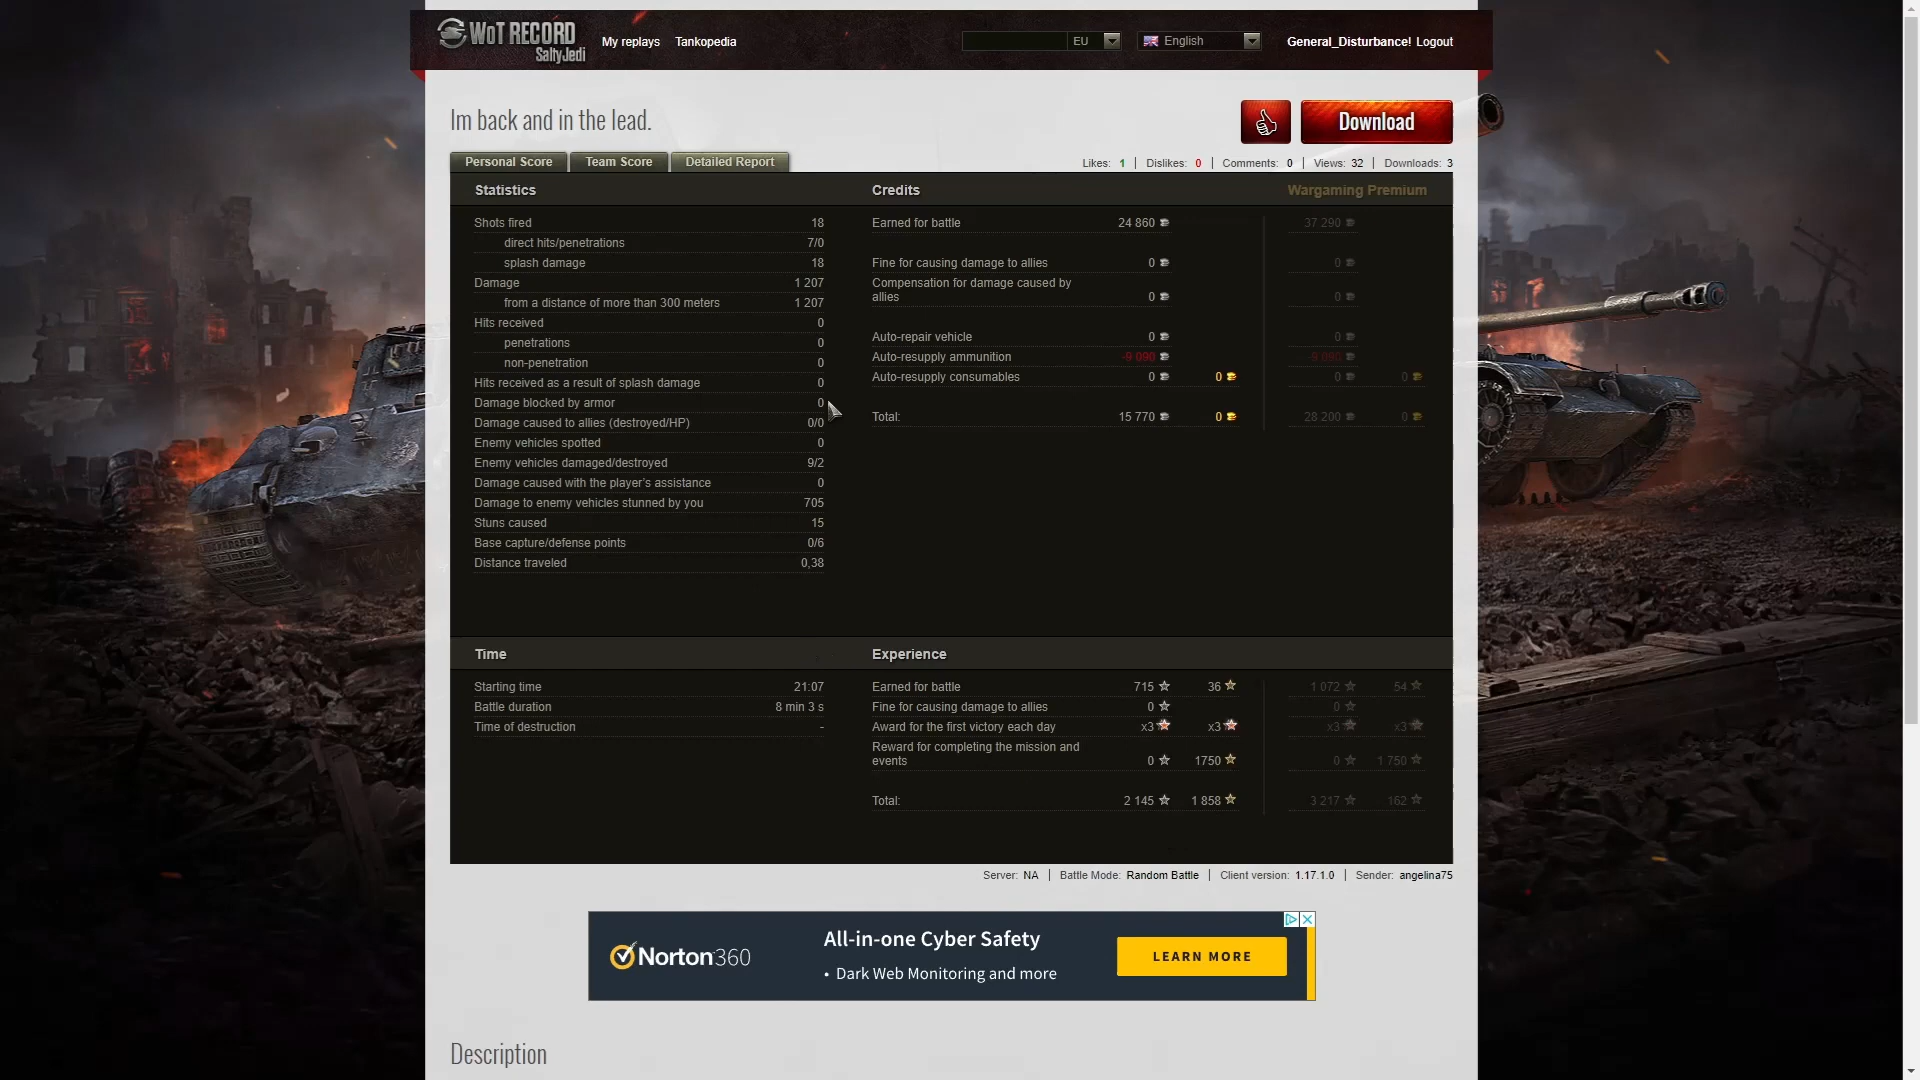 WoT RECORD
SaltyJedi
My replays Tankopedia
EU
English
General_Disturbance! Logout
Im back and in the lead.
Download
Personal Score Team Score Detailed Report
Likes: 1 | Dislikes: 0 | Comments: 0 | Views: 32 | Downloads: 3
Statistics
Shots fired 18
direct hits/penetrations 7/0
splash damage 18
Damage 1 207
from a distance of more than 300 meters 1 207
Hits received 0
penetrations 0
non-penetration 0
Hits received as a result of splash damage 0
Damage blocked by armor 0
Damage caused to allies (destroyed/HP) 0/0
Enemy vehicles spotted 0
Enemy vehicles damaged/destroyed 9/2
Damage caused with the player's assistance 0
Damage to enemy vehicles stunned by you 705
Stuns caused 15
Base capture/defense points 0/6
Distance traveled 0,38
Credits Wargaming Premium
Earned for battle 24 860 37 290
Fine for causing damage to allies 0 0
Compensation for damage caused by
allies 0 0
Auto-repair vehicle 0 0
Auto-resupply ammunition -9 090 -9 090
Auto-resupply consumables 0 0 0 0
Total: 15 770 0 28 200 0
Time
Starting time 21:07
Battle duration 8 min 3 s
Time of destruction -
Experience
Earned for battle 715 36 1 072 54
Fine for causing damage to allies 0 0
Award for the first victory each day x3 x3 x3 x3
Reward for completing the mission and
events 0 1750 0 1 750
Total: 2 145 1 858 3 217 162
Server: NA | Battle Mode: Random Battle | Client version: 1.17.1.0 | Sender: angelina75
Norton 360
All-in-one Cyber Safety
• Dark Web Monitoring and more
LEARN MORE
Description